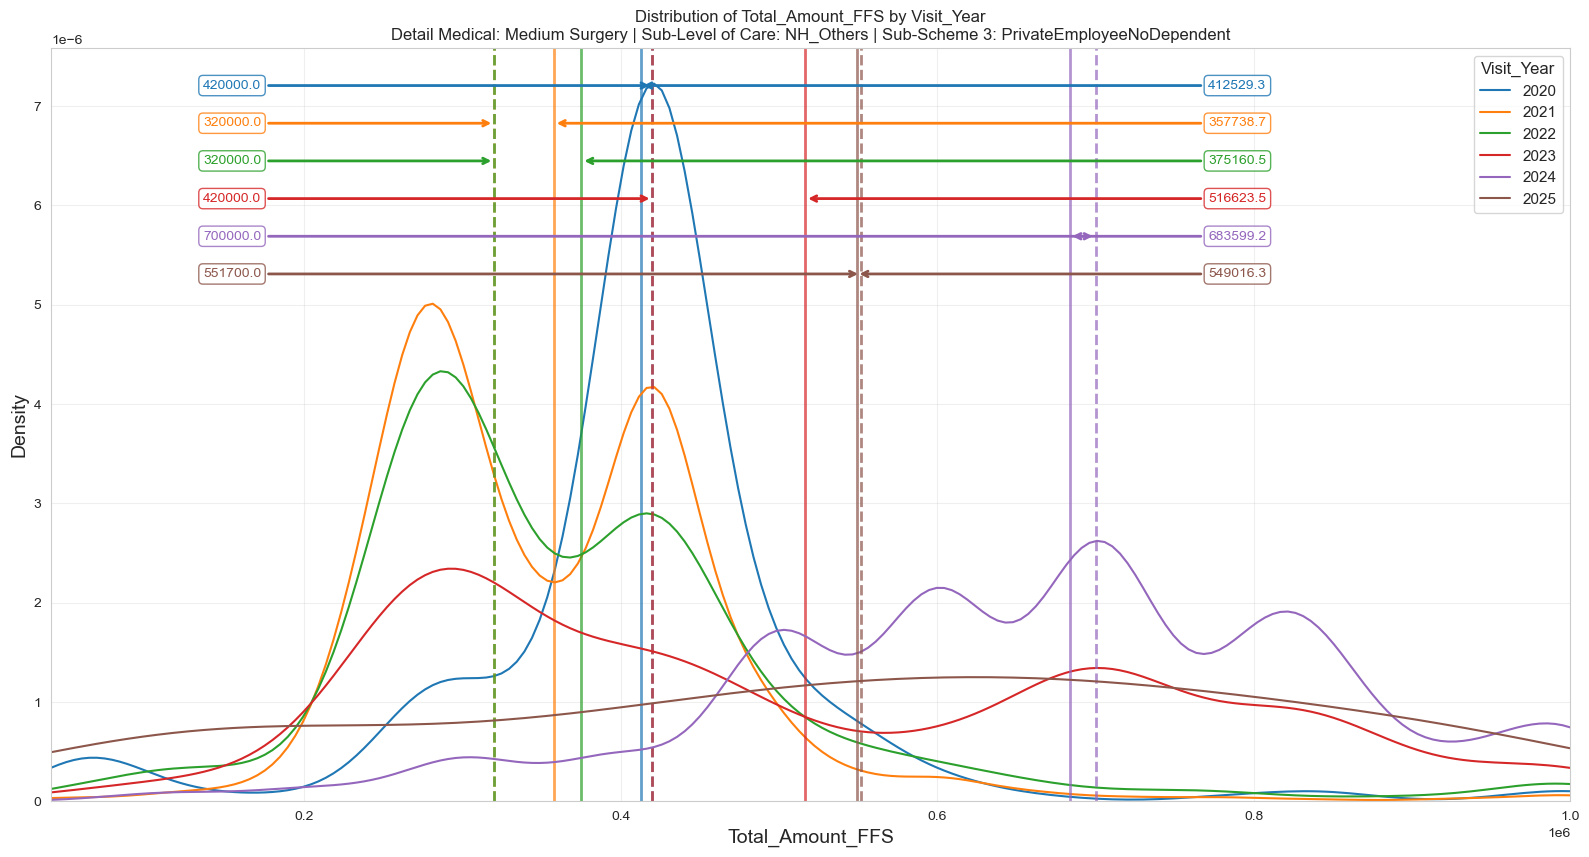 Distribution of Total_Amount_FFS by Visit_Year
Detail Medical: Medium Surgery | Sub-Level of Care: NH_Others | Sub-Scheme 3: PrivateEmployeeNoDependent
1e−6
Visit_Year
2020
2021
2022
2023
2024
2025
420000.0 412529.3
320000.0 357738.7
320000.0 375160.5
420000.0 516623.5
700000.0 683599.2
551700.0 549016.3
7
6
5
4
3
2
1
0
Density
0.2 0.4 0.6 0.8 1.0
1e6
Total_Amount_FFS